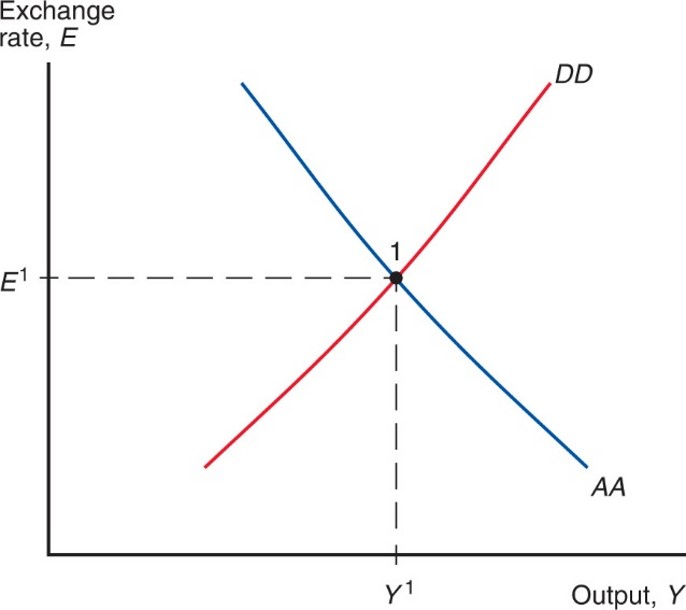 Exchange
rate, E
DD
1
E¹
AA
Y¹
Output, Y